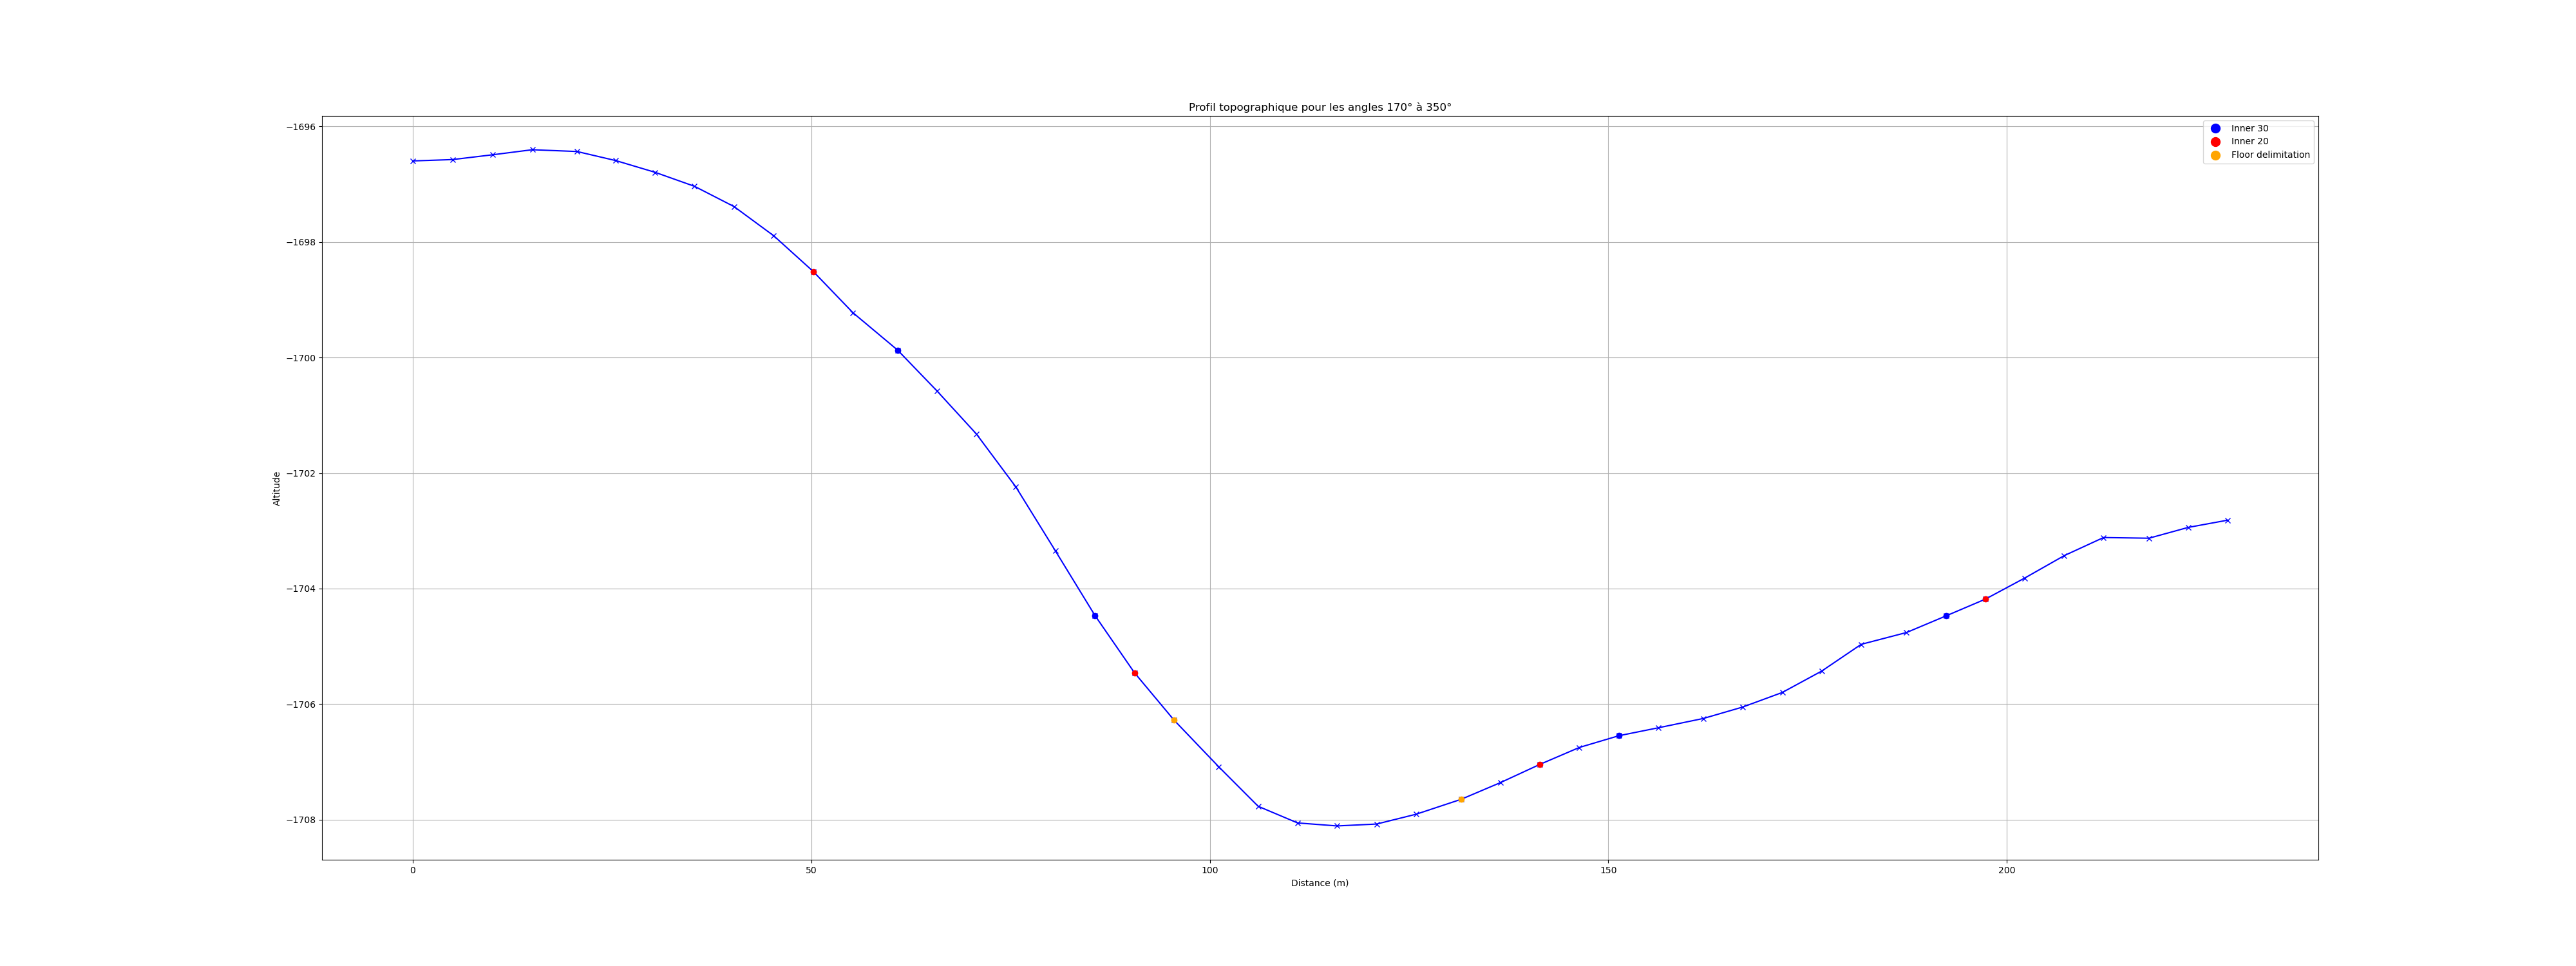 Profil topographique pour les angles 170° à 350°
Inner 30
Inner 20
Floor delimitation
Altitude
−1696
−1698
−1700
−1702
−1704
−1706
−1708
0 50 100 150 200
Distance (m)